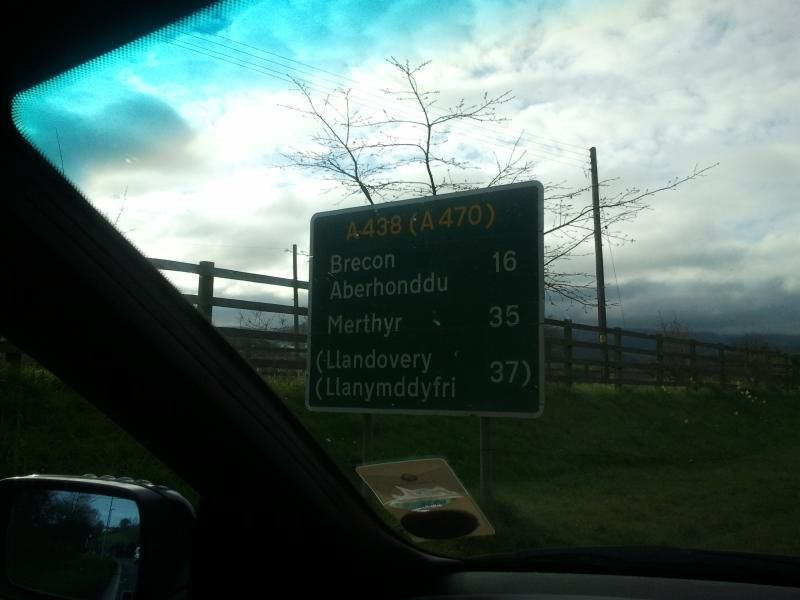 A438 (A470)
Brecon 16
Aberhonddu
Merthyr 35
(Llandovery 37)
(Llanymddyfri